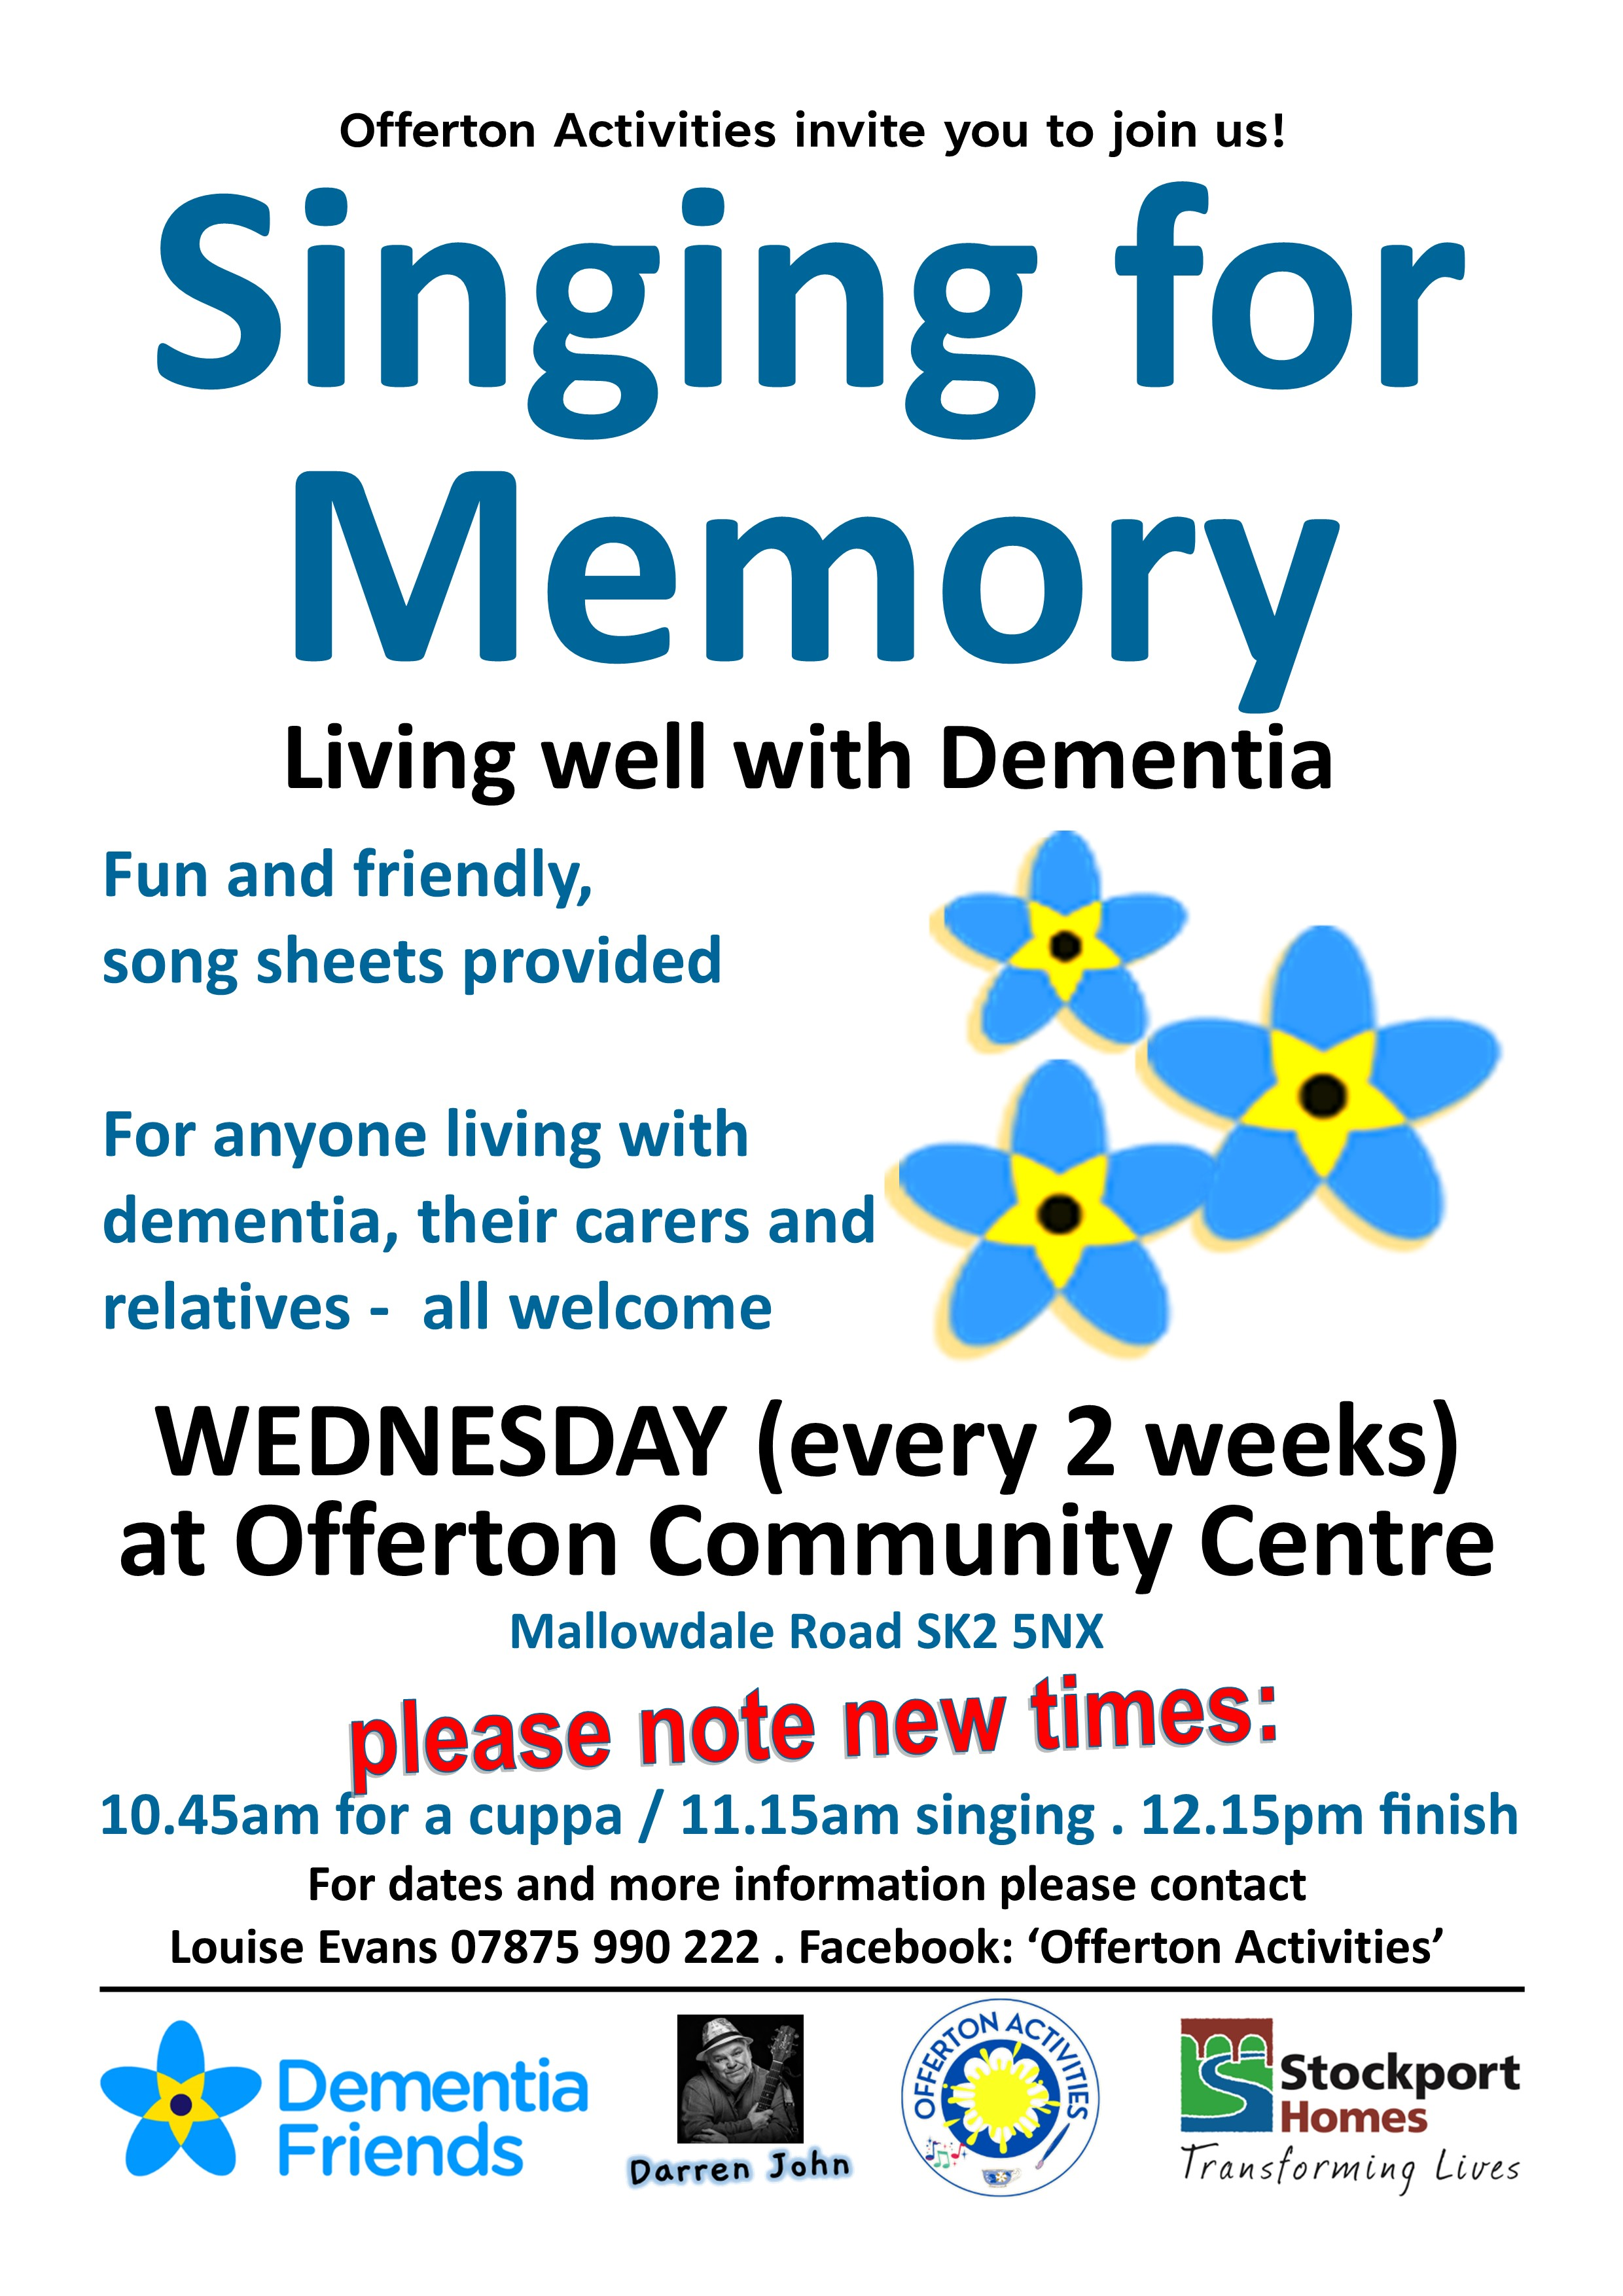 Offerton Activities invite you to join us!
Singing for
Memory
Living well with Dementia
Fun and friendly,
song sheets provided
For anyone living with
dementia, their carers and
relatives -  all welcome
WEDNESDAY (every 2 weeks)
at Offerton Community Centre
Mallowdale Road SK2 5NX
please note new times:
10.45am for a cuppa / 11.15am singing . 12.15pm finish
For dates and more information please contact
Louise Evans 07875 990 222 . Facebook: ‘Offerton Activities’
Dementia
Friends
Darren John
OFFERTON ACTIVITIES
Stockport
Homes
Transforming Lives